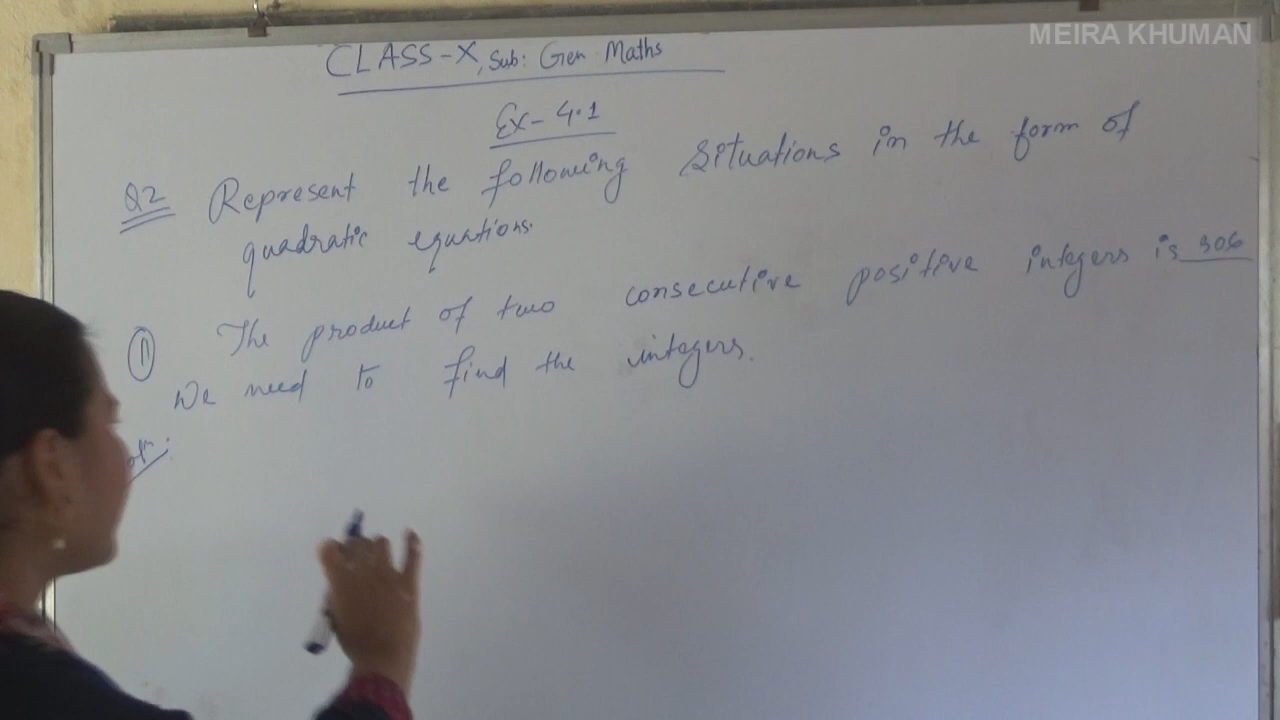 MEIRA KHUMAN
CLASS-X, Sub: Gen Maths
Ex- 4.1
Q2 Represent the following situations in the form of
quadratic equations.
(1) The product of two consecutive positive integers is 306
We need to find the integers.